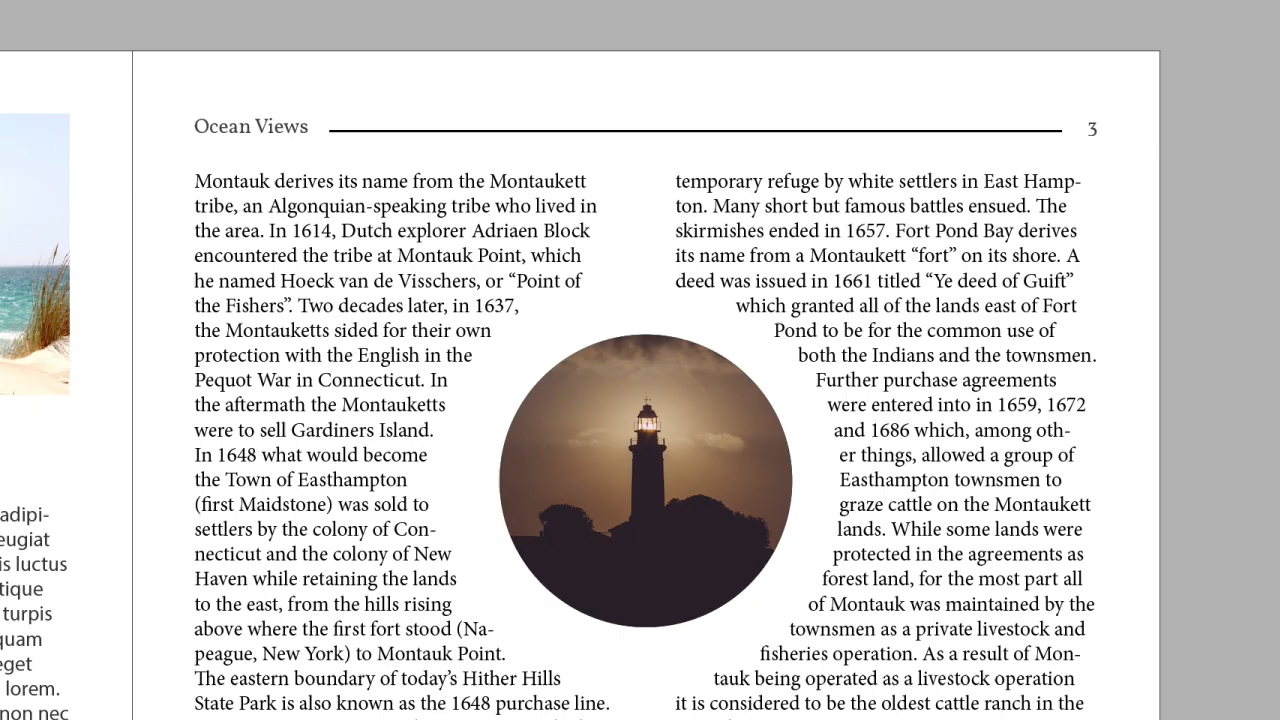 adipi-
eugiat
is luctus
tique
turpis
quam
eget
lorem.
non nec
Ocean Views
3
Montauk derives its name from the Montaukett
tribe, an Algonquian-speaking tribe who lived in
the area. In 1614, Dutch explorer Adriaen Block
encountered the tribe at Montauk Point, which
he named Hoeck van de Visschers, or “Point of
the Fishers”. Two decades later, in 1637,
the Montauketts sided for their own
protection with the English in the
Pequot War in Connecticut. In
the aftermath the Montauketts
were to sell Gardiners Island.
In 1648 what would become
the Town of Easthampton
(first Maidstone) was sold to
settlers by the colony of Con-
necticut and the colony of New
Haven while retaining the lands
to the east, from the hills rising
above where the first fort stood (Na-
peague, New York) to Montauk Point.
The eastern boundary of today’s Hither Hills
State Park is also known as the 1648 purchase line.
temporary refuge by white settlers in East Hamp-
ton. Many short but famous battles ensued. The
skirmishes ended in 1657. Fort Pond Bay derives
its name from a Montaukett “fort” on its shore. A
deed was issued in 1661 titled “Ye deed of Guift”
which granted all of the lands east of Fort
Pond to be for the common use of
both the Indians and the townsmen.
Further purchase agreements
were entered into in 1659, 1672
and 1686 which, among oth-
er things, allowed a group of
Easthampton townsmen to
graze cattle on the Montaukett
lands. While some lands were
protected in the agreements as
forest land, for the most part all
of Montauk was maintained by the
townsmen as a private livestock and
fisheries operation. As a result of Mon-
tauk being operated as a livestock operation
it is considered to be the oldest cattle ranch in the